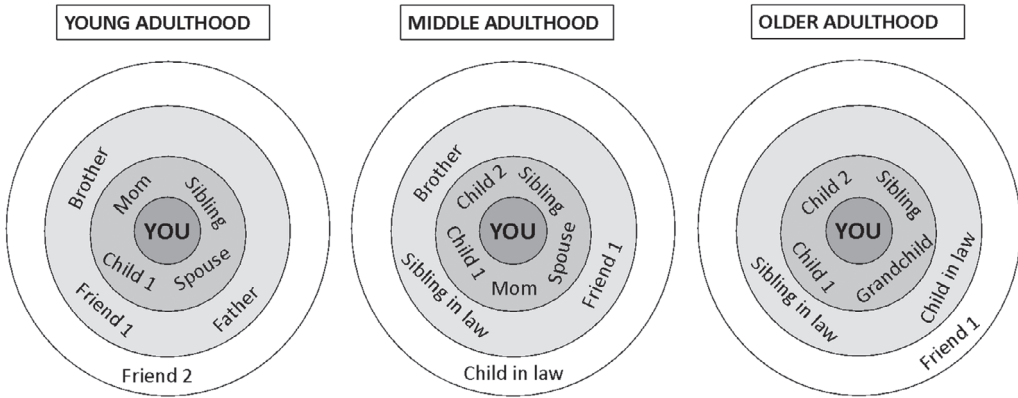 YOUNG ADULTHOOD
Brother
Mom
Sibling
YOU
Child 1
Spouse
Friend 1
Father
Friend 2
MIDDLE ADULTHOOD
Brother
Child 2
Sibling
YOU
Child 1
Spouse
Mom
Sibling in law
Friend 1
Child in law
OLDER ADULTHOOD
Child 2
Sibling
YOU
Child 1
Grandchild
Sibling in law
Child in law
Friend 1